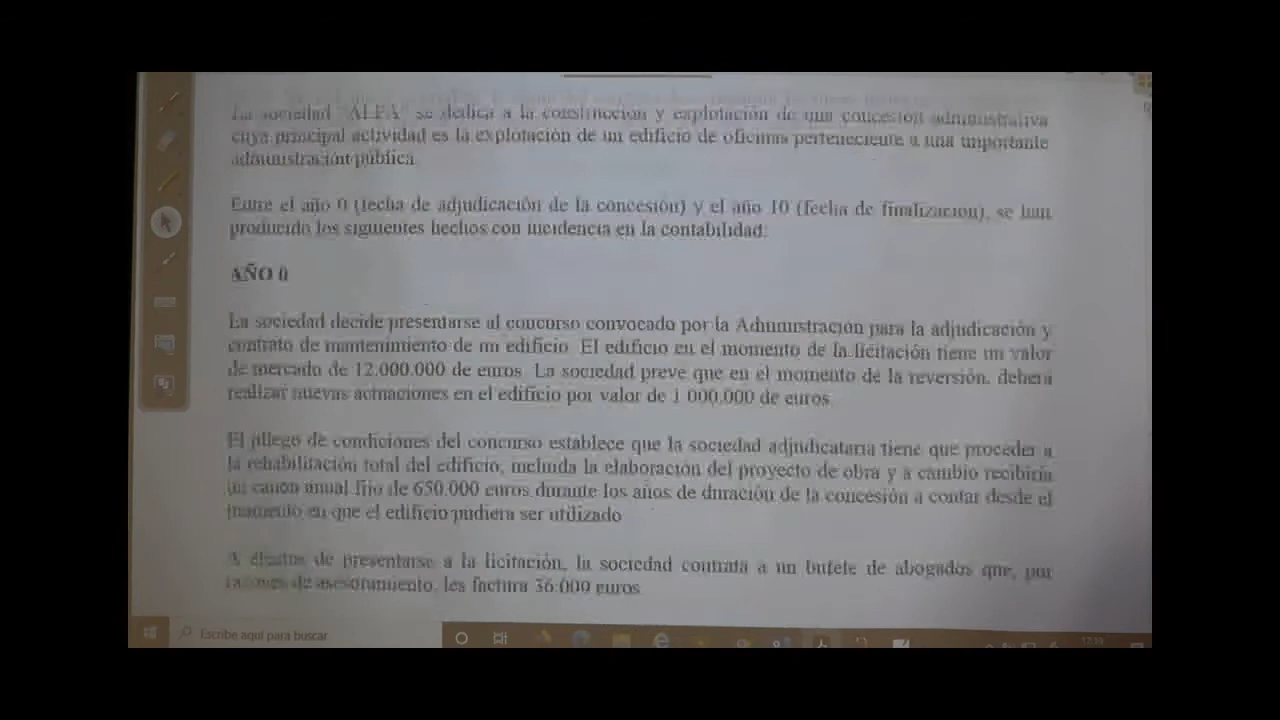 La sociedad "ALFA" se dedica a la construcción y explotación de una concesión administrativa
cuya principal actividad es la explotación de un edificio de oficinas perteneciente a una importante
administración pública.
Entre el año 0 (fecha de adjudicación de la concesión) y el año 10 (fecha de finalización), se han
producido los siguientes hechos con incidencia en la contabilidad:
AÑO 0
La sociedad decide presentarse al concurso convocado por la Administración para la adjudicación y
contrato de mantenimiento de un edificio. El edificio en el momento de la licitación tiene un valor
de mercado de 12.000.000 de euros. La sociedad preve que en el momento de la reversión, deberá
realizar nuevas actuaciones en el edificio por valor de 1.000.000 de euros.
El pliego de condiciones del concurso establece que la sociedad adjudicataria tiene que proceder a
la rehabilitación total del edificio, incluida la elaboración del proyecto de obra y a cambio recibiría
un canon anual fijo de 650.000 euros durante los años de duración de la concesión a contar desde el
momento en que el edificio pudiera ser utilizado.
A efectos de presentarse a la licitación, la sociedad contrata a un bufete de abogados que, por
razones de asesoramiento, les factura 36.000 euros.
Escribe aquí para buscar